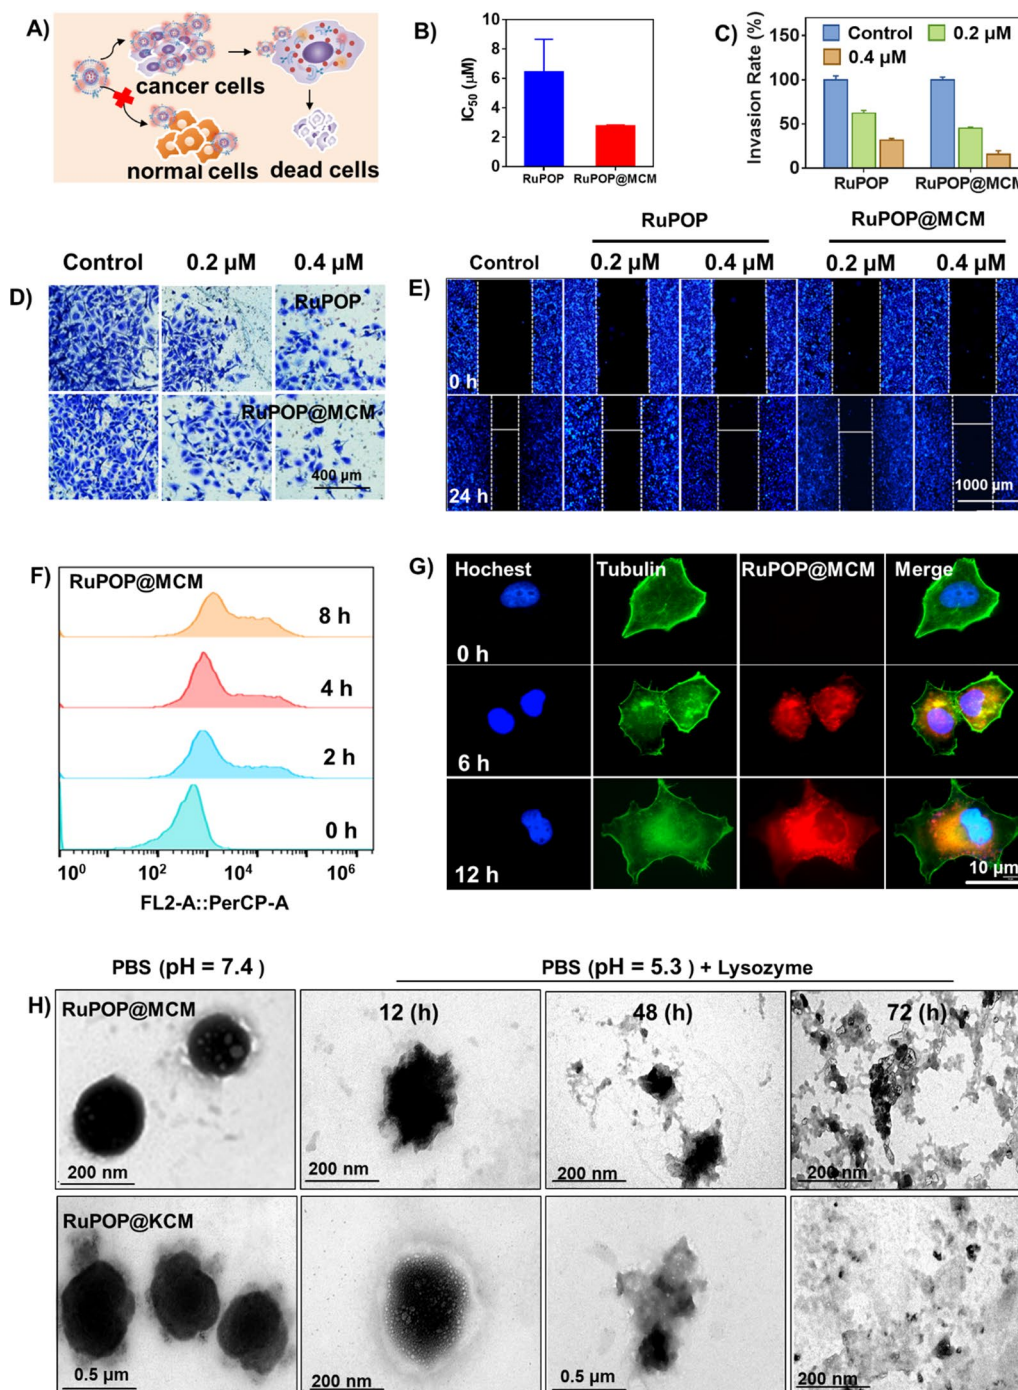 A)
cancer cells
normal cells
dead cells
B)
IC50 (μM)
10
8
6
4
2
0
RuPOP
RuPOP@MCM
C)
Invasion Rate (%)
150
100
50
0
Control
0.2 μM
0.4 μM
RuPOP
RuPOP@MCM
D)
Control
0.2 μM
0.4 μM
RuPOP
RuPOP@MCM
400 μm
E)
RuPOP
RuPOP@MCM
Control
0.2 μM
0.4 μM
0.2 μM
0.4 μM
0 h
24 h
1000 μm
F)
RuPOP@MCM
8 h
4 h
2 h
0 h
10^0
10^2
10^4
10^6
FL2-A::PerCP-A
G)
Hochest
Tubulin
RuPOP@MCM
Merge
0 h
6 h
12 h
10 μm
PBS (pH = 7.4)
PBS (pH = 5.3 ) + Lysozyme
H)
RuPOP@MCM
12 (h)
48 (h)
72 (h)
200 nm
200 nm
200 nm
200 nm
RuPOP@KCM
0.5 μm
200 nm
0.5 μm
200 nm